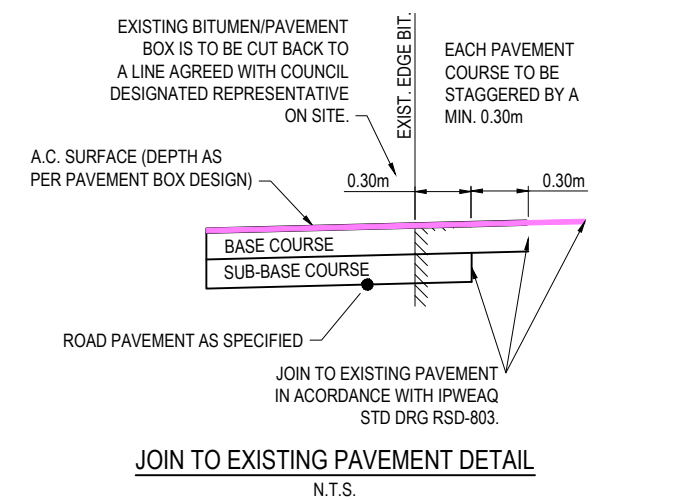 EXISTING BITUMEN/PAVEMENT
BOX IS TO BE CUT BACK TO
A LINE AGREED WITH COUNCIL
DESIGNATED REPRESENTATIVE
ON SITE.
EXIST. EDGE BIT.
EACH PAVEMENT
COURSE TO BE
STAGGERED BY A
MIN. 0.30m
A.C. SURFACE (DEPTH AS
PER PAVEMENT BOX DESIGN)
0.30m
0.30m
BASE COURSE
SUB-BASE COURSE
ROAD PAVEMENT AS SPECIFIED
JOIN TO EXISTING PAVEMENT
IN ACORDANCE WITH IPWEAQ
STD DRG RSD-803.
JOIN TO EXISTING PAVEMENT DETAIL
N.T.S.